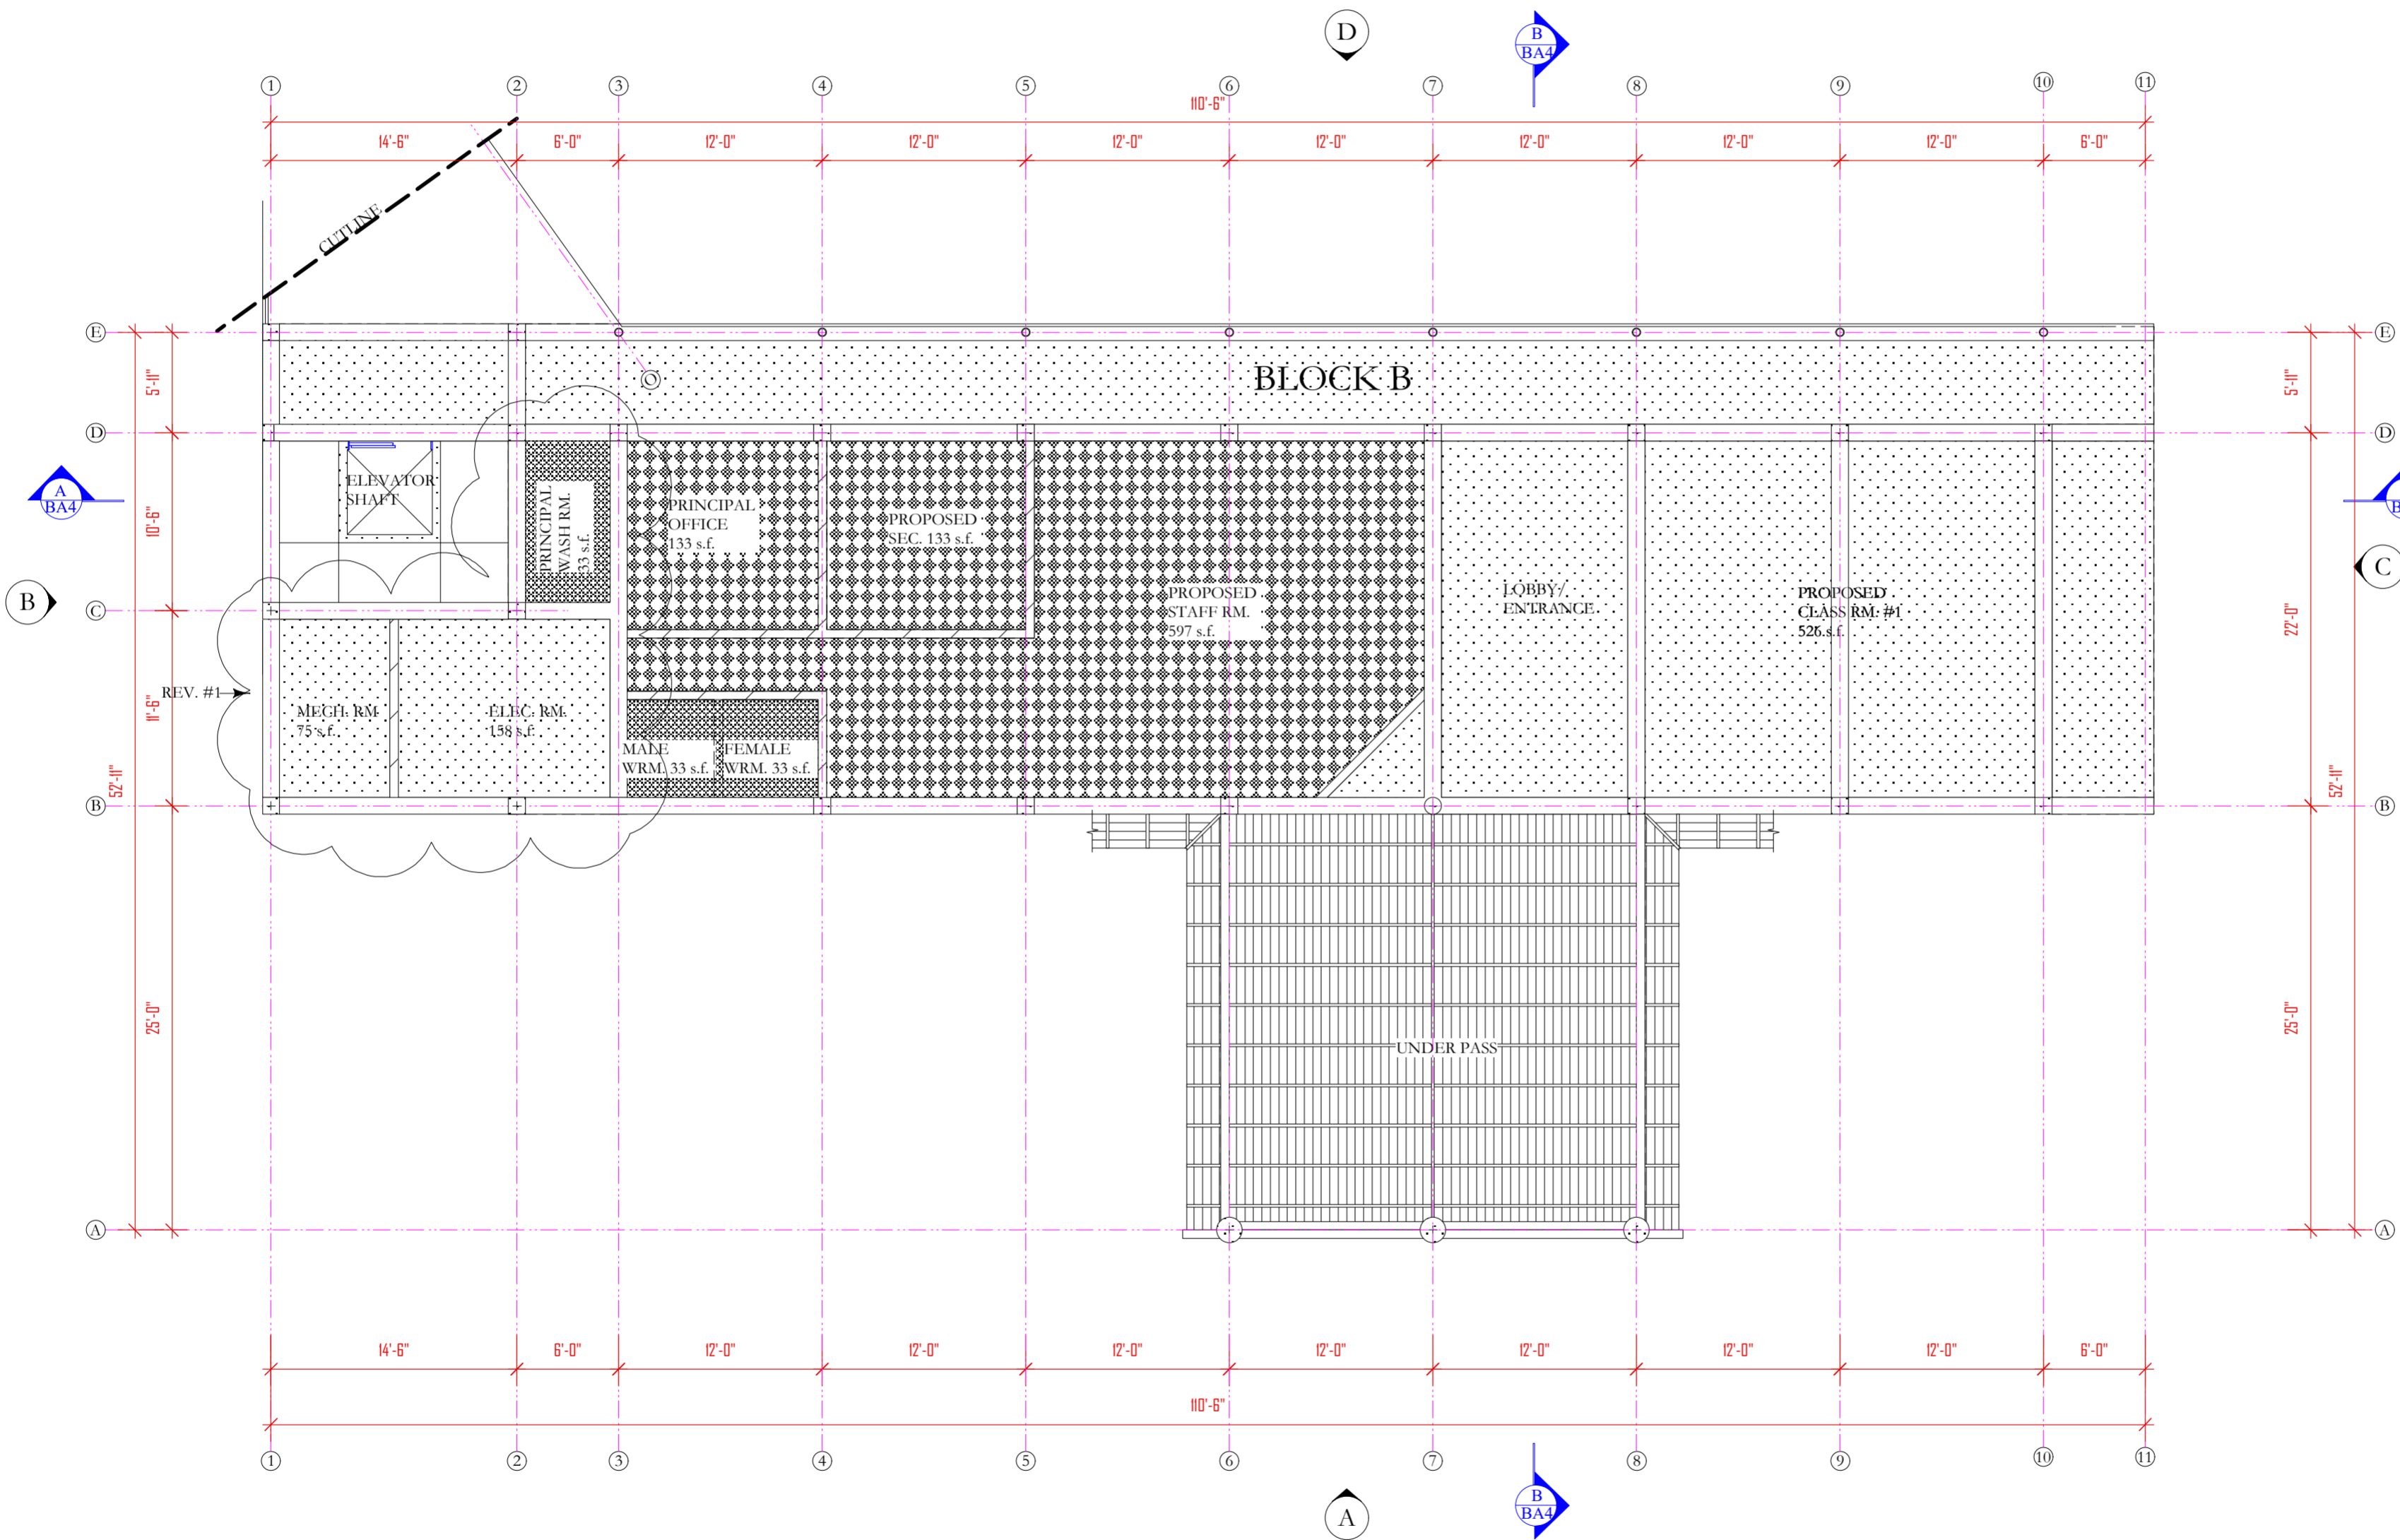 D
B
BA4
1
2
3
4
5
6
7
8
9
10
11
110'-6"
14'-6"
6'-0"
12'-0"
12'-0"
12'-0"
12'-0"
12'-0"
12'-0"
12'-0"
6'-0"
CUTLINE
E
E
5'-11"
BLOCK B
5'-11"
O'
D
D
A
BA4
10'-6"
ELEVATOR
SHAFT
PRINCIPAL
WASH RM.
33 s.f.
PRINCIPAL
OFFICE
133 s.f.
PROPOSED
SEC. 133 s.f.
PROPOSED
STAFF RM.
597 s.f.
LOBBY/
ENTRANCE
PROPOSED
CLASS RM. #1
526 s.f.
22'-0"
B
C
C
REV. #1
11'-6"
MECH. RM.
75 s.f.
ELEC. RM.
158 s.f.
MALE
WRM. 33 s.f.
FEMALE
WRM. 33 s.f.
52'-11"
52'-11"
B
B
25'-0"
UNDER PASS
25'-0"
A
A
14'-6"
6'-0"
12'-0"
12'-0"
12'-0"
12'-0"
12'-0"
12'-0"
12'-0"
6'-0"
110'-6"
1
2
3
4
5
6
7
8
9
10
11
A
B
BA4